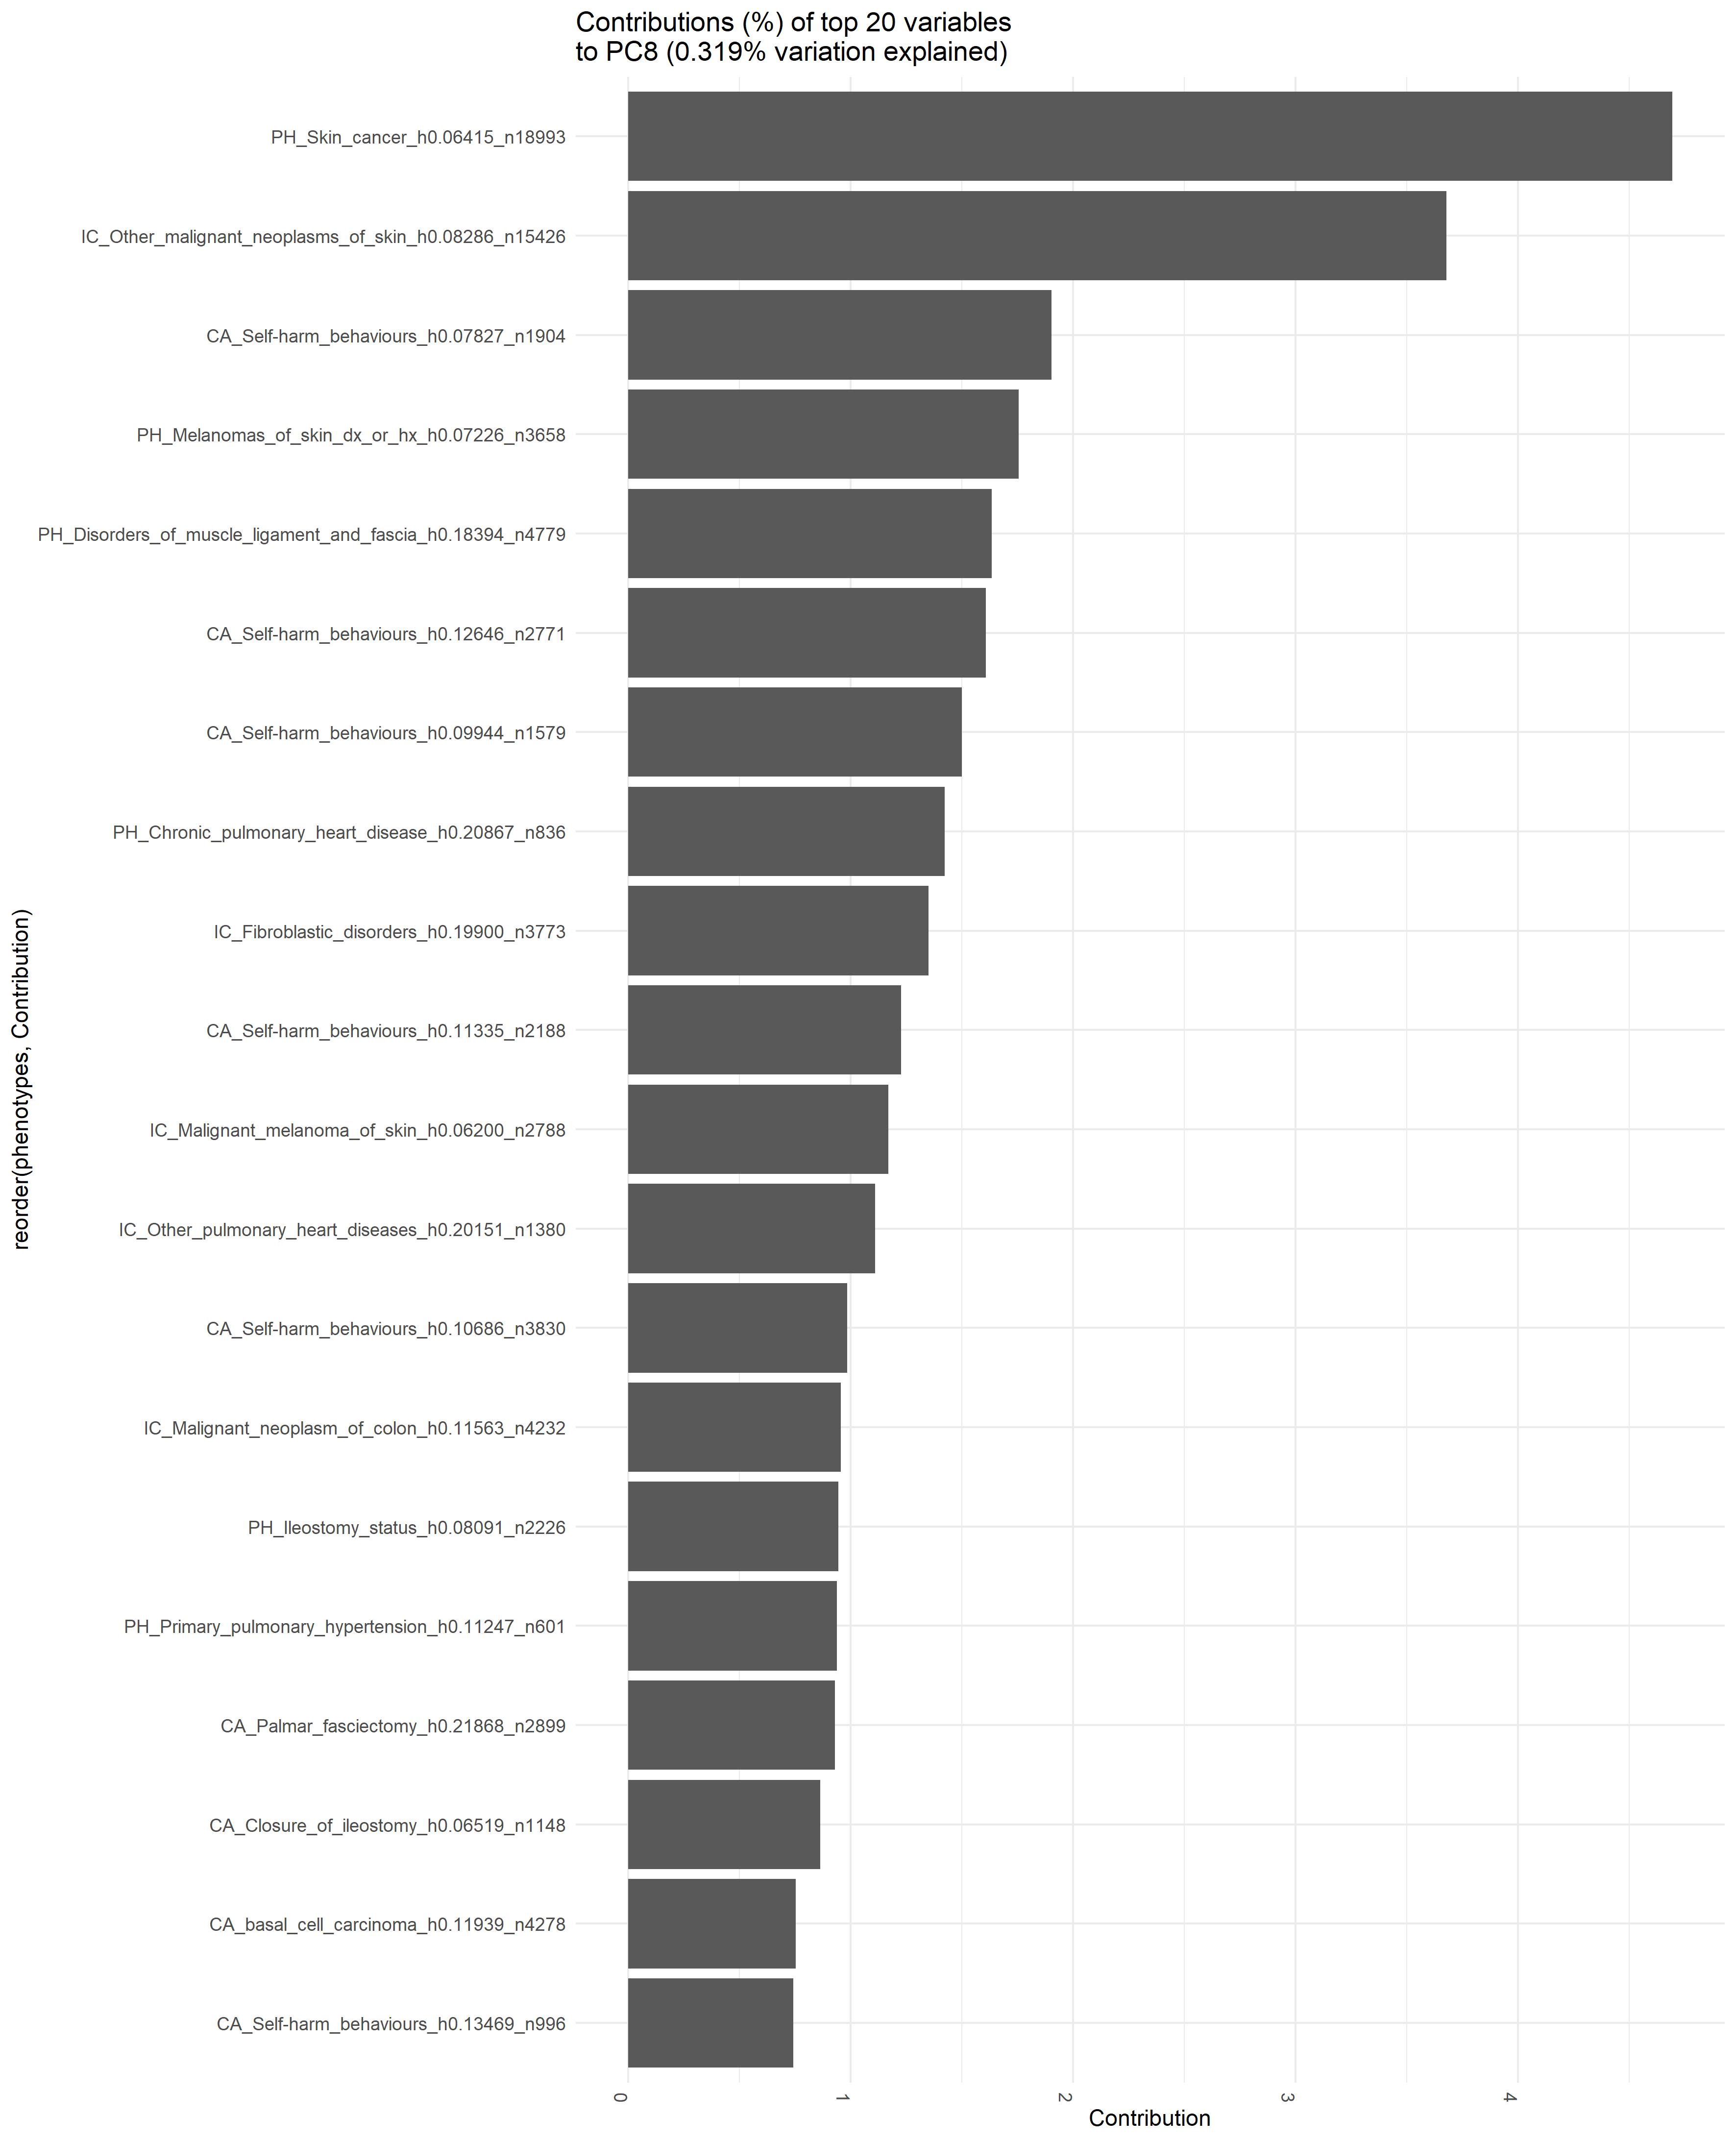 Contributions (%) of top 20 variables
to PC8 (0.319% variation explained)
PH_Skin_cancer_h0.06415_n18993
IC_Other_malignant_neoplasms_of_skin_h0.08286_n15426
CA_Self-harm_behaviours_h0.07827_n1904
PH_Melanomas_of_skin_dx_or_hx_h0.07226_n3658
PH_Disorders_of_muscle_ligament_and_fascia_h0.18394_n4779
CA_Self-harm_behaviours_h0.12646_n2771
CA_Self-harm_behaviours_h0.09944_n1579
PH_Chronic_pulmonary_heart_disease_h0.20867_n836
IC_Fibroblastic_disorders_h0.19900_n3773
CA_Self-harm_behaviours_h0.11335_n2188
IC_Malignant_melanoma_of_skin_h0.06200_n2788
IC_Other_pulmonary_heart_diseases_h0.20151_n1380
CA_Self-harm_behaviours_h0.10686_n3830
IC_Malignant_neoplasm_of_colon_h0.11563_n4232
PH_Ileostomy_status_h0.08091_n2226
PH_Primary_pulmonary_hypertension_h0.11247_n601
CA_Palmar_fasciectomy_h0.21868_n2899
CA_Closure_of_ileostomy_h0.06519_n1148
CA_basal_cell_carcinoma_h0.11939_n4278
CA_Self-harm_behaviours_h0.13469_n996
reorder(phenotypes, Contribution)
0 1 2 3 4
Contribution